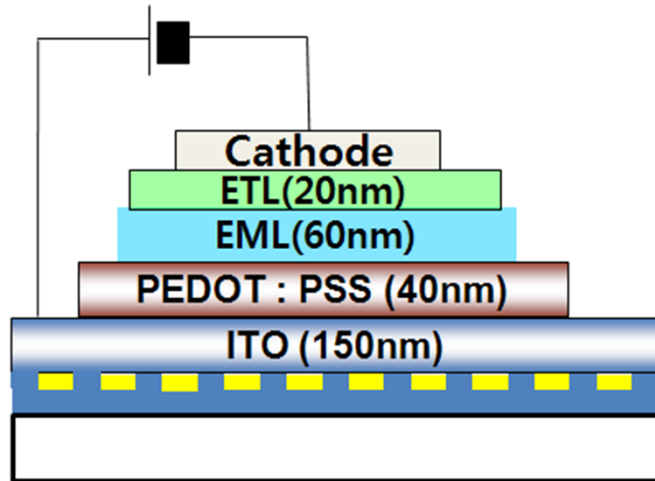 Cathode
ETL(20nm)
EML(60nm)
PEDOT : PSS (40nm)
ITO (150nm)